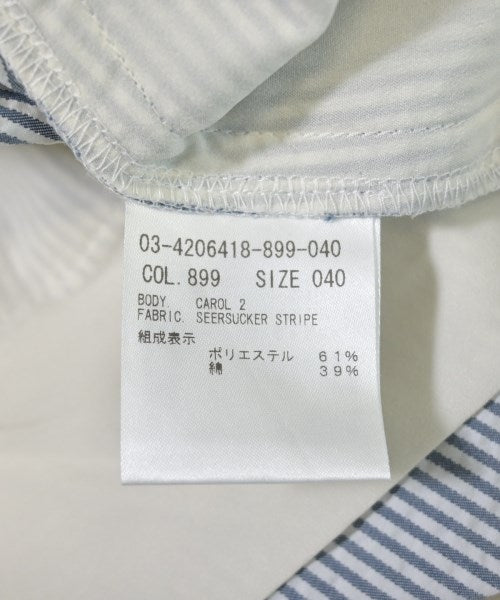 03-4206418-899-040
COL. 899 SIZE 040
BODY. CAROL 2
FABRIC. SEERSUCKER STRIPE
組成表示
ポリエステル 61%
綿 39%